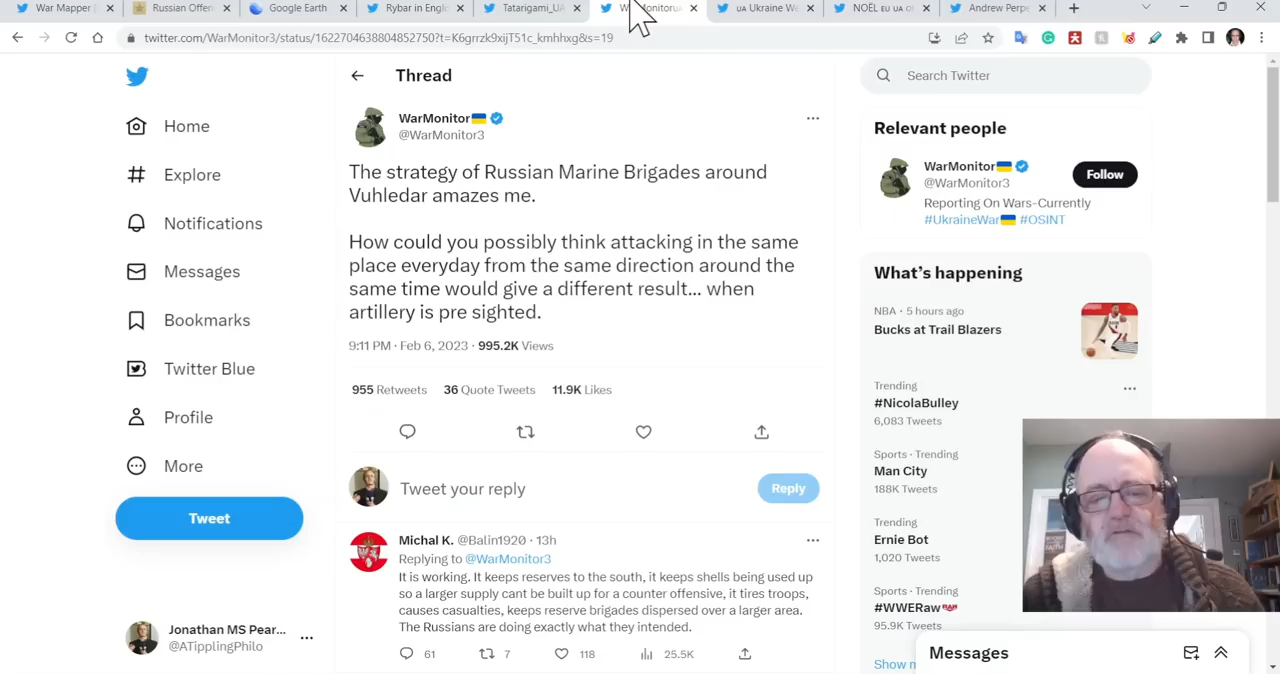 War Mapper
Russian Offen
Google Earth
Rybar in Engl
Tatarigami_UA
UA Ukraine We
NOËL EU UA
Andrew Perp
twitter.com/WarMonitor3/status/1622704638804852750?t=K6grrzk9xijT51c_kmhhxg&s=19
Home
Explore
Notifications
Messages
Bookmarks
Twitter Blue
Profile
More
Tweet
Jonathan MS Pear...
@ATipplingPhilo
Thread
WarMonitor
@WarMonitor3
The strategy of Russian Marine Brigades around
Vuhledar amazes me.
How could you possibly think attacking in the same
place everyday from the same direction around the
same time would give a different result... when
artillery is pre sighted.
9:11 PM · Feb 6, 2023 · 995.2K Views
955 Retweets 36 Quote Tweets 11.9K Likes
Tweet your reply
Reply
Michal K. @Balin1920 · 13h
Replying to @WarMonitor3
It is working. It keeps reserves to the south, it keeps shells being used up
so a larger supply cant be built up for a counter offensive, it tires troops,
causes casualties, keeps reserve brigades dispersed over a larger area.
The Russians are doing exactly what they intended.
61 7 118 25.5K
Search Twitter
Relevant people
WarMonitor
@WarMonitor3
Follow
Reporting On Wars-Currently
#UkraineWar #OSINT
What's happening
NBA · 5 hours ago
Bucks at Trail Blazers
Trending
#NicolaBulley
6,083 Tweets
Sports · Trending
Man City
188K Tweets
Trending
Ernie Bot
1,020 Tweets
Sports · Trending
#WWERaw
95.9K Tweets
Show
Messages